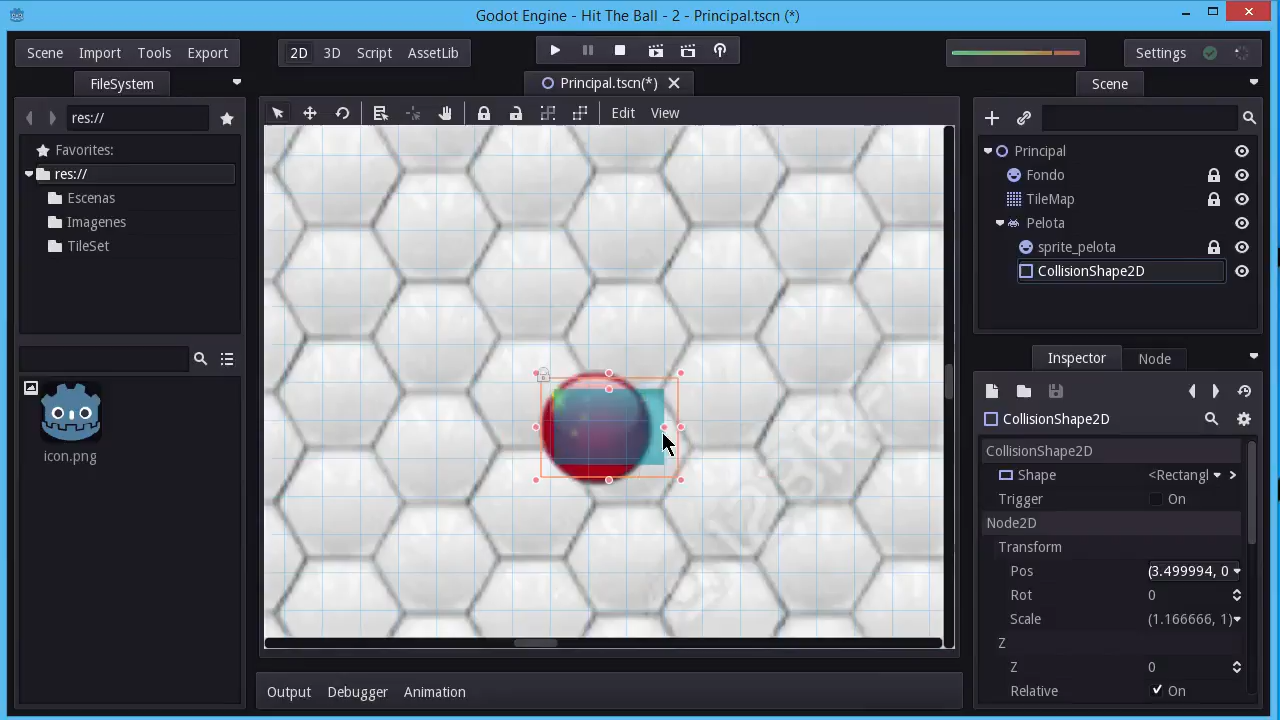 Godot Engine - Hit The Ball - 2 - Principal.tscn (*)
Scene Import Tools Export
2D 3D Script AssetLib
Settings
FileSystem
Principal.tscn(*)
Scene
res://
Edit View
Favorites:
res://
Escenas
Imagenes
TileSet
icon.png
Principal
Fondo
TileMap
Pelota
sprite_pelota
CollisionShape2D
Inspector Node
CollisionShape2D
CollisionShape2D
Shape <Rectangl
Trigger On
Node2D
Transform
Pos (3.499994, 0
Rot 0
Scale (1.166666, 1)
Z
Z 0
Relative On
Output Debugger Animation